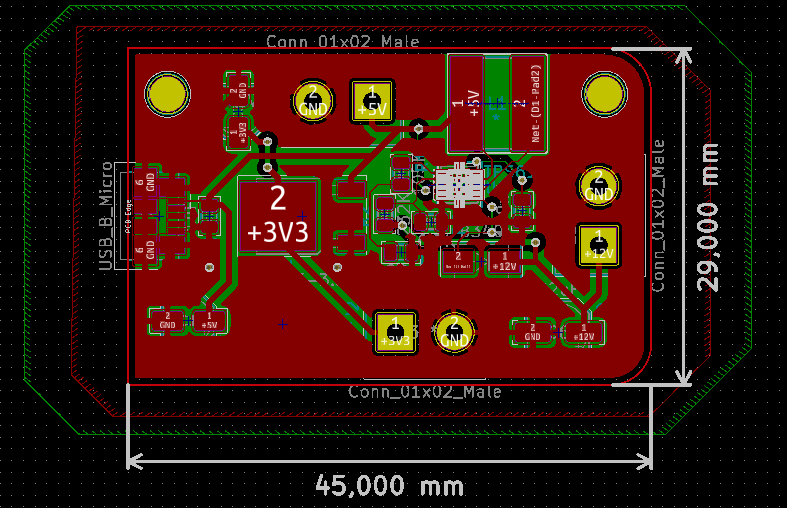 Conn_01x02_Male
2
1
+3V3
2
GND
1
+5V
1
+5V
2
Net-(D1-Pad2)
USB_B_Micro
PCB Edge
6
GND
6
GND
2
+3V3
2
GND
1
+12V
Conn_01x02_Male
29,000 mm
2
1
+12V
2
GND
1
+5V
1
+3V3
2
GND
2
GND
1
+12V
Conn_01x02_Male
45,000 mm